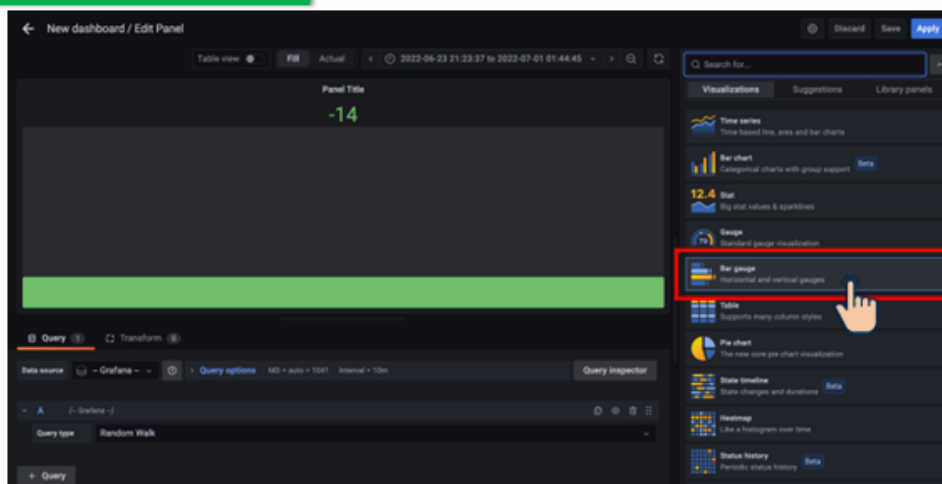 New dashboard / Edit Panel
Discard Save Apply
Table view Fill Actual 2022-06-23 21:23:37 to 2022-07-01 01:44:45
Panel Title
-14
Query 1 Transform 0
Data source -- Grafana -- Query options MD = auto = 1041 Interval = 10m Query inspector
A (-- Grafana --)
Query type Random Walk
+ Query
Search for...
Visualizations Suggestions Library panels
Time series
Time based line, area and bar charts
Bar chart
Categorical charts with group support
Beta
12.4 Stat
Big stat values & sparklines
79 Gauge
Standard gauge visualization
Bar gauge
Horizontal and vertical gauges
Table
Supports many column styles
Pie chart
The new core pie chart visualization
State timeline
State changes and durations
Beta
Heatmap
Like a histogram over time
Status history
Periodic status history
Beta